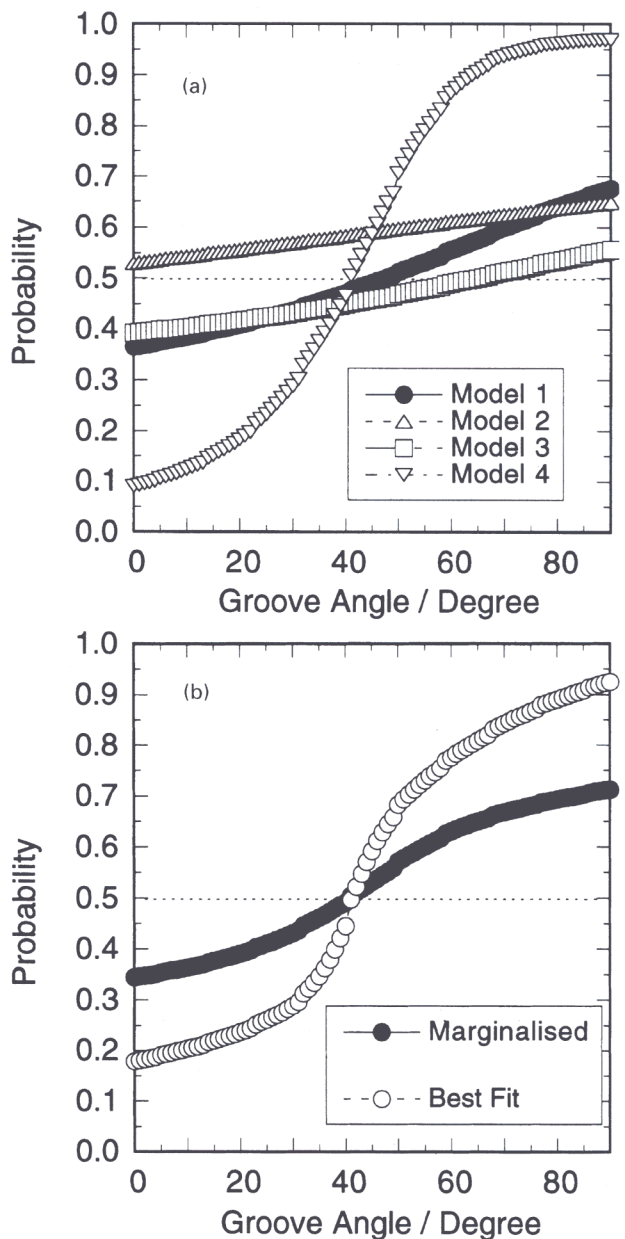 1.0
0.9
(a)
0.8
0.7
0.6
0.5
0.4
0.3
0.2
0.1
0.0
Probability
Model 1
Model 2
Model 3
Model 4
0 20 40 60 80
Groove Angle / Degree
1.0
0.9
(b)
0.8
0.7
0.6
0.5
0.4
0.3
0.2
0.1
0.0
Probability
Marginalised
Best Fit
0 20 40 60 80
Groove Angle / Degree